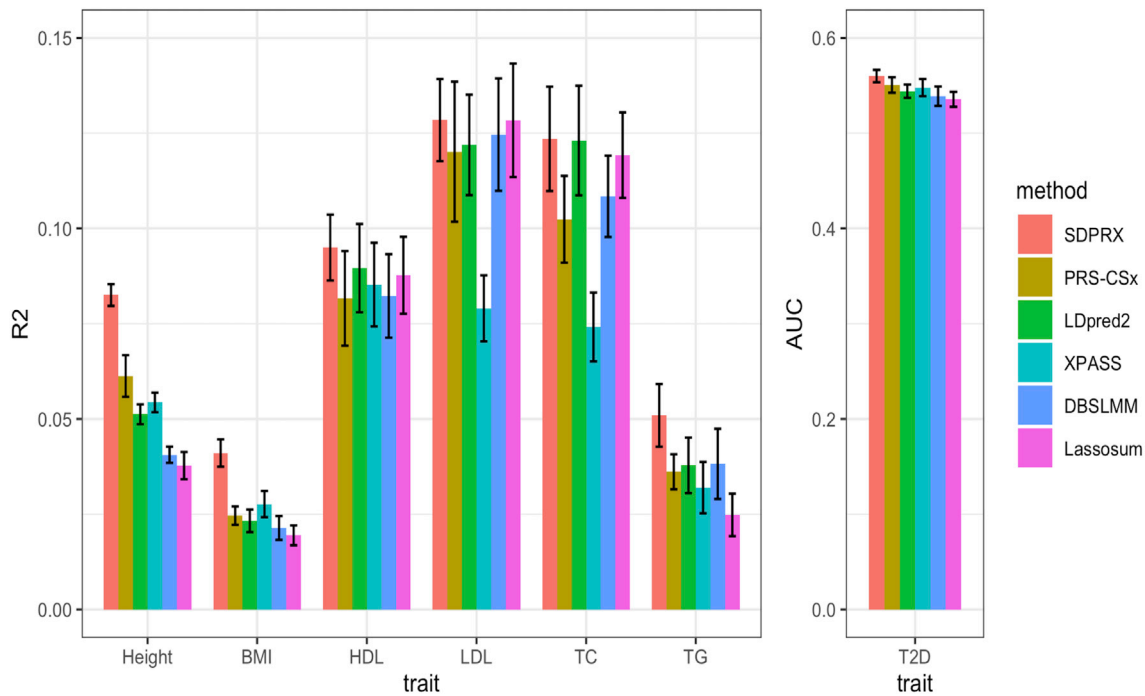 0.15
0.10
0.05
0.00
R2
Height BMI HDL LDL TC TG
trait
0.6
0.4
0.2
0.0
AUC
T2D
trait
method
SDPRX
PRS-CSx
LDpred2
XPASS
DBSLMM
Lassosum